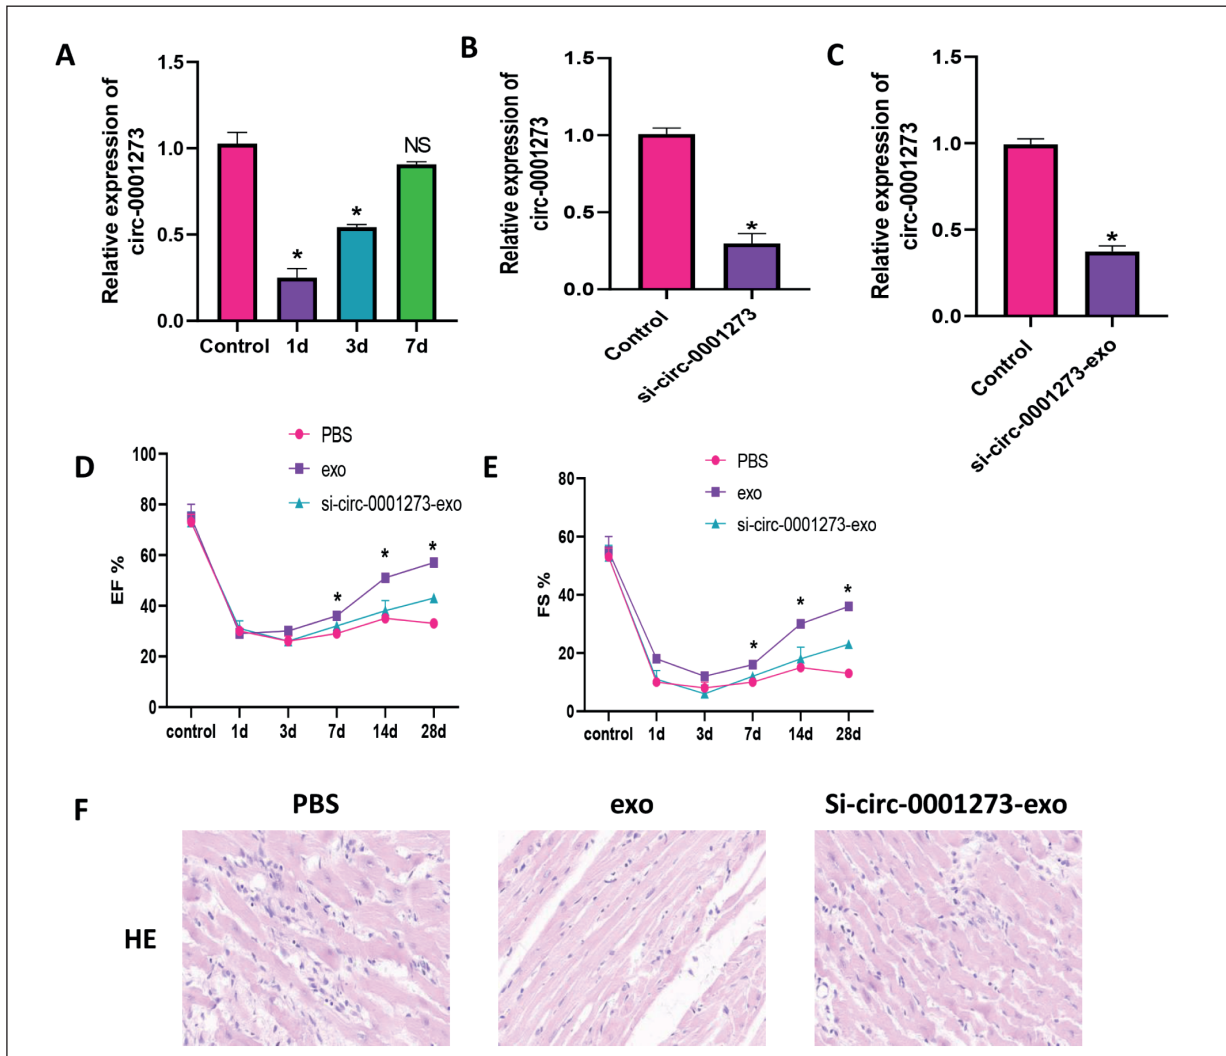 A
Relative expression of
circ-0001273
1.5
1.0
0.5
0.0
*
*
NS
Control 1d 3d 7d
B
Relative expression of
circ-0001273
1.5
1.0
0.5
0.0
*
Control
si-circ-0001273
C
Relative expression of
circ-0001273
1.5
1.0
0.5
0.0
*
Control
si-circ-0001273-exo
D
PBS
exo
si-circ-0001273-exo
EF %
100
80
60
40
20
0
* * *
control 1d 3d 7d 14d 28d
E
PBS
exo
si-circ-0001273-exo
FS %
80
60
40
20
0
* * *
control 1d 3d 7d 14d 28d
F
PBS exo Si-circ-0001273-exo
HE